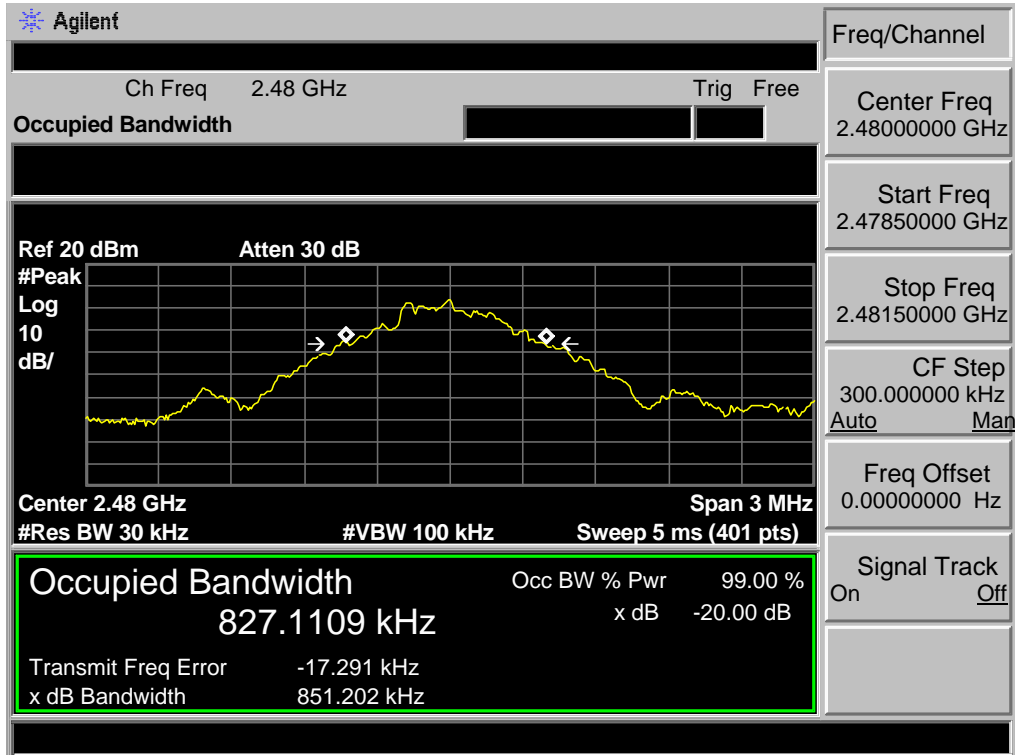 Agilent
Freq/Channel
Ch Freq 2.48 GHz Trig Free
Occupied Bandwidth
Center Freq
2.48000000 GHz
Start Freq
2.47850000 GHz
Ref 20 dBm Atten 30 dB
#Peak
Log
10
dB/
Stop Freq
2.48150000 GHz
CF Step
300.000000 kHz
Auto Man
Freq Offset
0.00000000 Hz
Center 2.48 GHz Span 3 MHz
#Res BW 30 kHz #VBW 100 kHz Sweep 5 ms (401 pts)
Signal Track
On Off
Occupied Bandwidth
827.1109 kHz
Occ BW % Pwr 99.00 %
x dB -20.00 dB
Transmit Freq Error -17.291 kHz
x dB Bandwidth 851.202 kHz